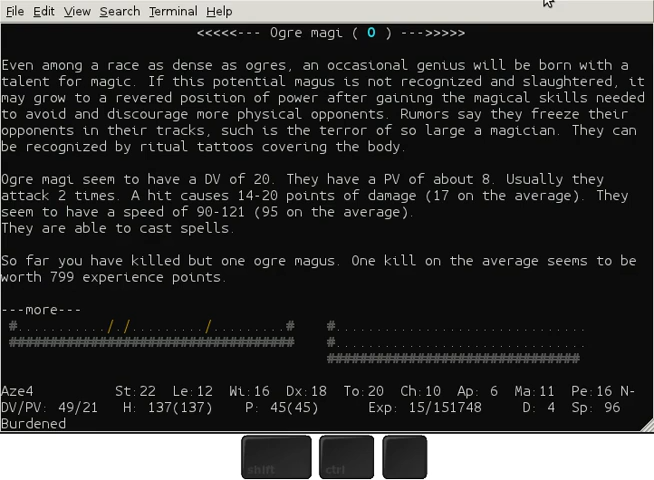 File Edit View Search Terminal Help
<<<<<--- Ogre magi ( O ) --->>>>>
Even among a race as dense as ogres, an occasional genius will be born with a
talent for magic. If this potential magus is not recognized and slaughtered, it
may grow to a revered position of power after gaining the magical skills needed
to avoid and discourage more physical opponents. Rumors say they freeze their
opponents in their tracks, such is the terror of so large a magician. They can
be recognized by ritual tattoos covering the body.
Ogre magi seem to have a DV of 20. They have a PV of about 8. Usually they
attack 2 times. A hit causes 14-20 points of damage (17 on the average). They
seem to have a speed of 90-121 (95 on the average).
They are able to cast spells.
So far you have killed but one ogre magus. One kill on the average seems to be
worth 799 experience points.
---more---
#.........../././.........# #..............................
################################### #..............................
###############################
Aze4 St:22 Le:12 Wi:16 Dx:18 To:20 Ch:10 Ap: 6 Ma:11 Pe:16 N-
DV/PV: 49/21 H: 137(137) P: 45(45) Exp: 15/151748 D: 4 Sp: 96
Burdened
shift ctrl